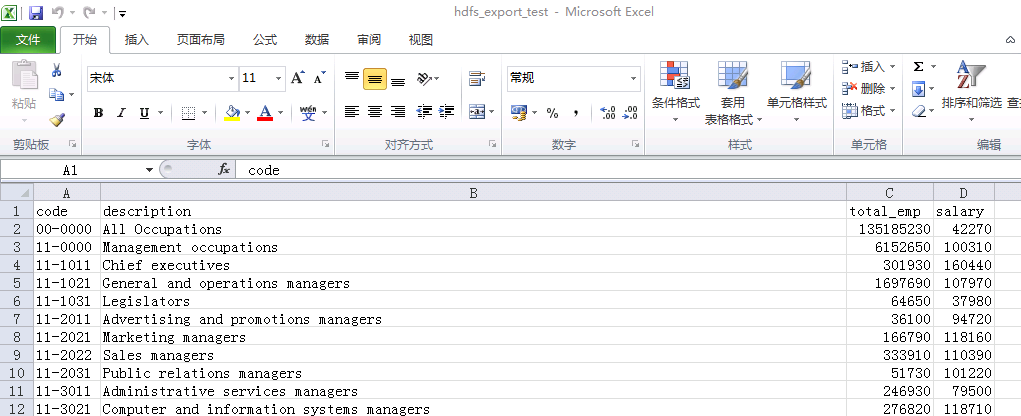 hdfs_export_test - Microsoft Excel
文件 开始 插入 页面布局 公式 数据 审阅 视图
宋体 11 A A 常规 插入 Σ
粘贴 删除
B I U A wén 文 % , .00 .0 条件格式 套用 表格格式 单元格样式 格式 排序和筛选 查
剪贴板 字体 对齐方式 数字 样式 单元格 编辑
A1 fx code
A B C D
1 code description total_emp salary
2 00-0000 All Occupations 135185230 42270
3 11-0000 Management occupations 6152650 100310
4 11-1011 Chief executives 301930 160440
5 11-1021 General and operations managers 1697690 107970
6 11-1031 Legislators 64650 37980
7 11-2011 Advertising and promotions managers 36100 94720
8 11-2021 Marketing managers 166790 118160
9 11-2022 Sales managers 333910 110390
10 11-2031 Public relations managers 51730 101220
11 11-3011 Administrative services managers 246930 79500
12 11-3021 Computer and information systems managers 276820 118710